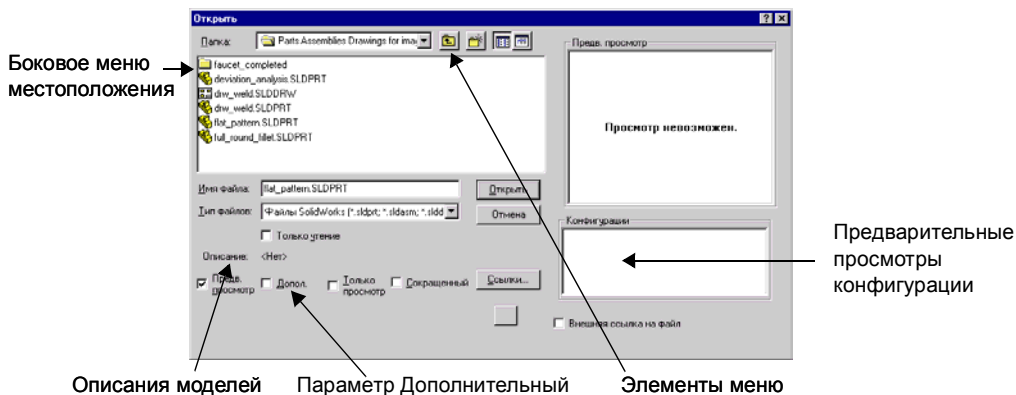 Открыть
Папка:
Parts Assemblies Drawings for ima
Предв. просмотр
Боковое меню
местоположения
faucet_completed
deviation_analysis.SLDPRT
drw_weld.SLDDRW
drw_weld.SLDPRT
flat_pattern.SLDPRT
full_round_fillet.SLDPRT
Просмотр невозможен.
Имя файла:
flat_pattern.SLDPRT
Открыть
Тип файлов:
Файлы SolidWorks (*.sldprt; *.sldasm; *.sldd
Отмена
Только чтение
Конфигурации
Описание:
<Нет>
Предв.
просмотр
Допол.
Только
просмотр
Сокращенный
Ссылки...
Внешняя ссылка на файл
Предварительные
просмотры
конфигурации
Описания моделей
Параметр Дополнительный
Элементы меню